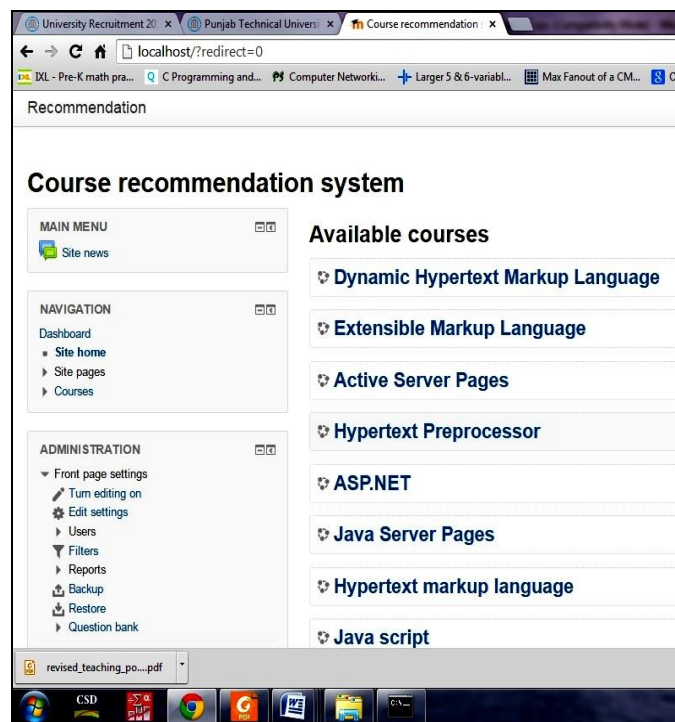 University Recruitment 20
Punjab Technical Universi
Course recommendation
localhost/?redirect=0
IXL - Pre-K math pra...
C Programming and...
Computer Networki...
Larger 5 & 6-variabl...
Max Fanout of a CM...
Recommendation
Course recommendation system
MAIN MENU
Site news
NAVIGATION
Dashboard
Site home
Site pages
Courses
ADMINISTRATION
Front page settings
Turn editing on
Edit settings
Users
Filters
Reports
Backup
Restore
Question bank
Available courses
Dynamic Hypertext Markup Language
Extensible Markup Language
Active Server Pages
Hypertext Preprocessor
ASP.NET
Java Server Pages
Hypertext markup language
Java script
revised_teaching_po....pdf
CSD
PDF